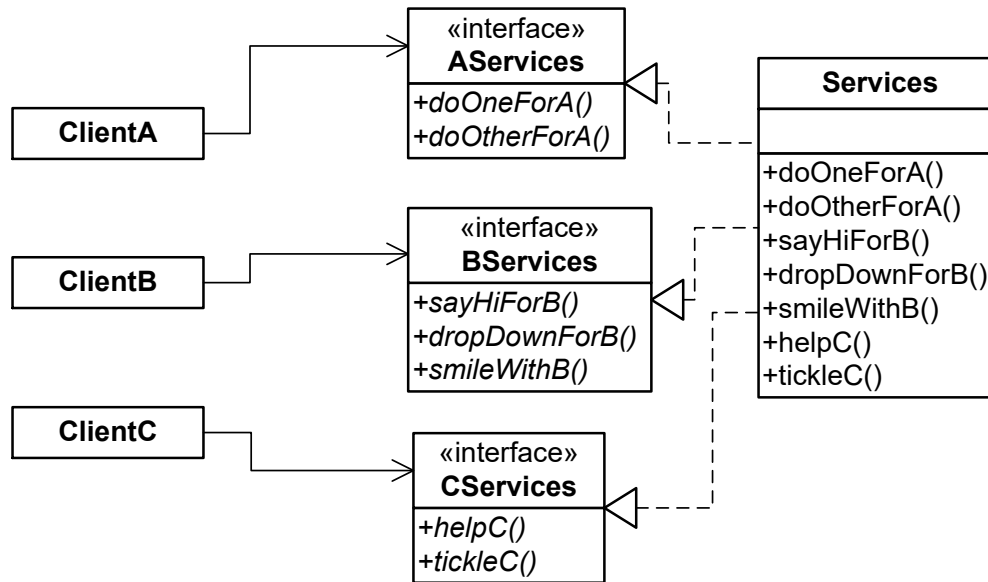 «interface»
AServices
+doOneForA()
+doOtherForA()
ClientA
Services
+doOneForA()
+doOtherForA()
+sayHiForB()
+dropDownForB()
+smileWithB()
+helpC()
+tickleC()
«interface»
BServices
+sayHiForB()
+dropDownForB()
+smileWithB()
ClientB
ClientC
«interface»
CServices
+helpC()
+tickleC()